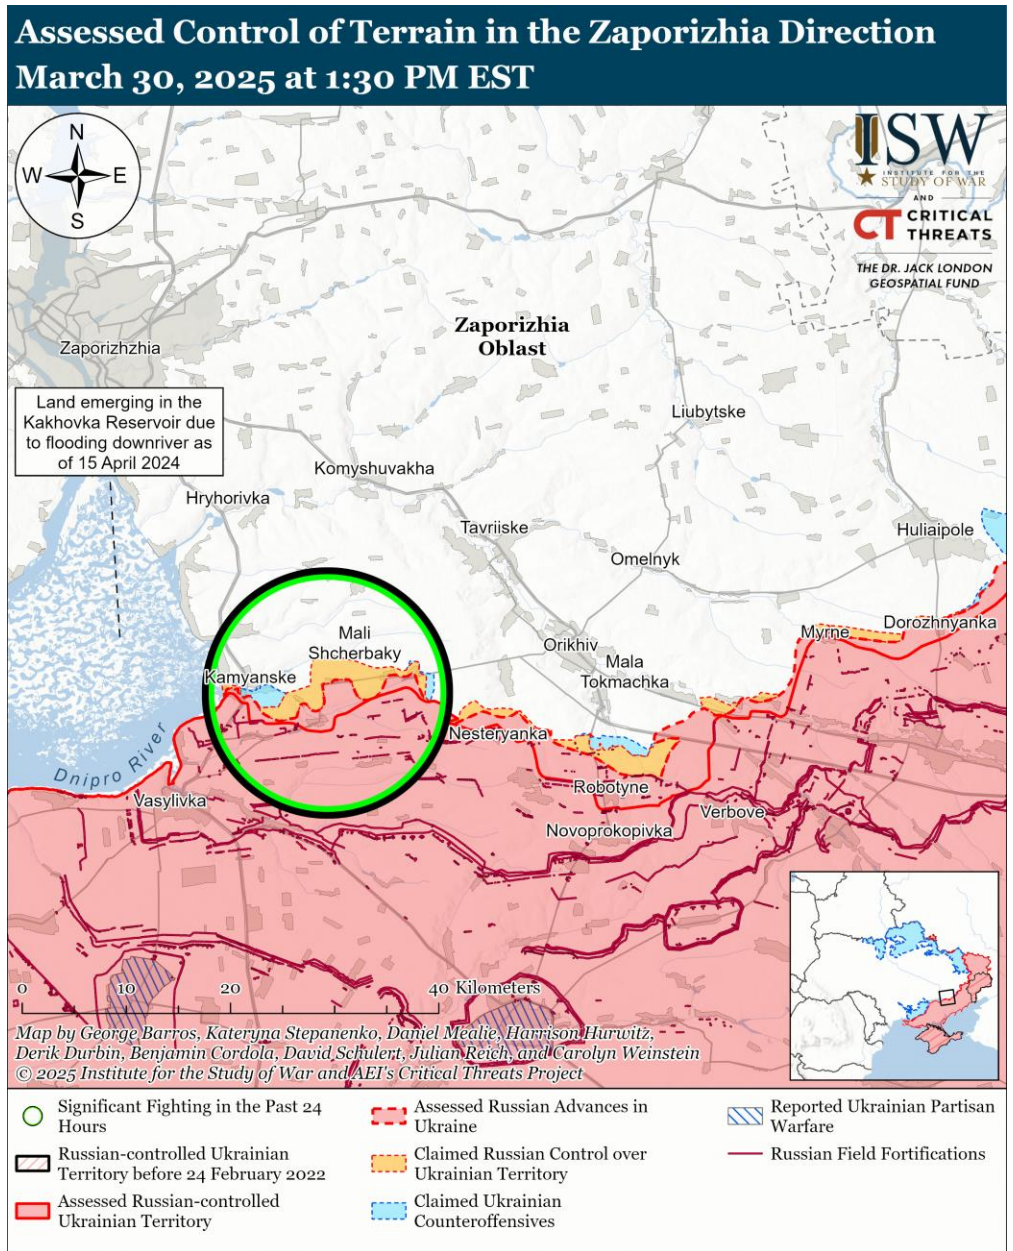 Assessed Control of Terrain in the Zaporizhia Direction
March 30, 2025 at 1:30 PM EST
N
W
E
S
ISW
INSTITUTE FOR THE
STUDY OF WAR
AND
CT CRITICAL
THREATS
THE DR. JACK LONDON
GEOSPATIAL FUND
Zaporizhia
Oblast
Zaporizhzhia
Land emerging in the
Kakhovka Reservoir due
to flooding downriver as
of 15 April 2024
Liubytske
Komyshuvakha
Hryhorivka
Tavriiske
Huliaipole
Omelnyk
Mali
Shcherbaky
Myrne
Dorozhnyanka
Orikhiv
Mala
Tokmachka
Kamyanske
Nesteryanka
Dnipro River
Vasylivka
Robotyne
Verbove
Novoprokopivka
0
10
20
40 Kilometers
Map by George Barros, Kateryna Stepanenko, Daniel Mealie, Harrison Hurwitz,
Derik Durbin, Benjamin Cordola, David Schulert, Julian Reich, and Carolyn Weinstein
© 2025 Institute for the Study of War and AEI's Critical Threats Project
Significant Fighting in the Past 24
Hours
Russian-controlled Ukrainian
Territory before 24 February 2022
Assessed Russian-controlled
Ukrainian Territory
Assessed Russian Advances in
Ukraine
Claimed Russian Control over
Ukrainian Territory
Claimed Ukrainian
Counteroffensives
Reported Ukrainian Partisan
Warfare
Russian Field Fortifications